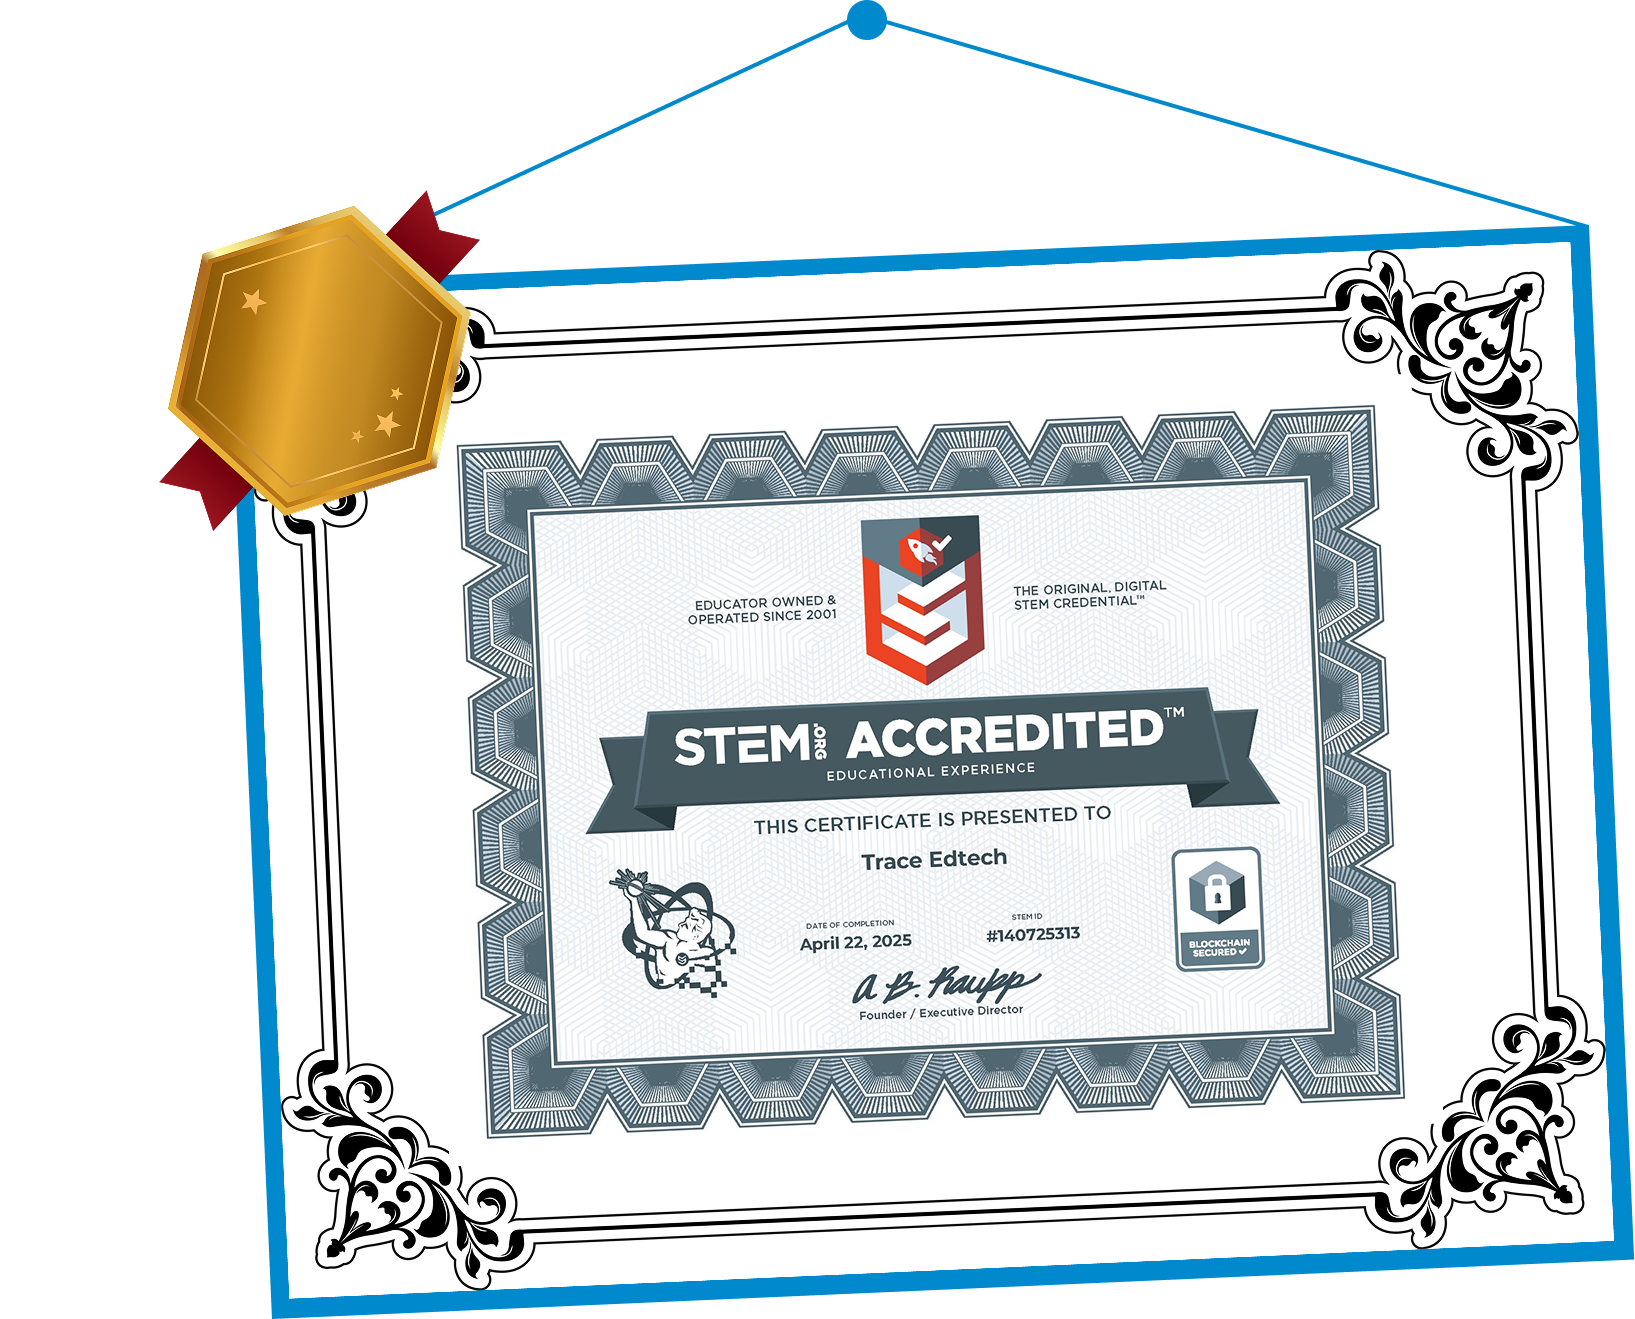 EDUCATOR OWNED &
OPERATED SINCE 2001
THE ORIGINAL, DIGITAL
STEM CREDENTIAL™
STEM.ORG ACCREDITED™
EDUCATIONAL EXPERIENCE
THIS CERTIFICATE IS PRESENTED TO
Trace Edtech
DATE OF COMPLETION
April 22, 2025
STEM ID
#140725313
BLOCKCHAIN
SECURED
A. B. Raupp
Founder / Executive Director